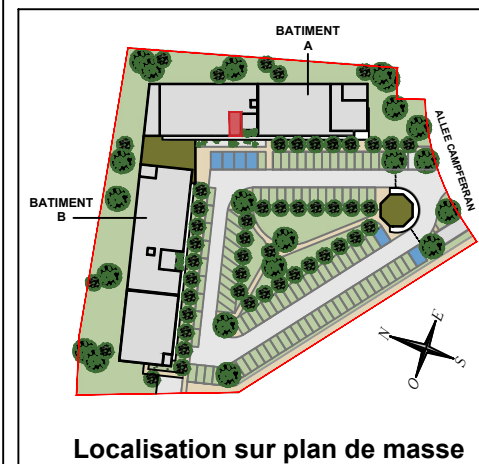 BATIMENT
A
ALLEE CAMPFERRAN
BATIMENT
B
N
E
S
O
Localisation sur plan de masse